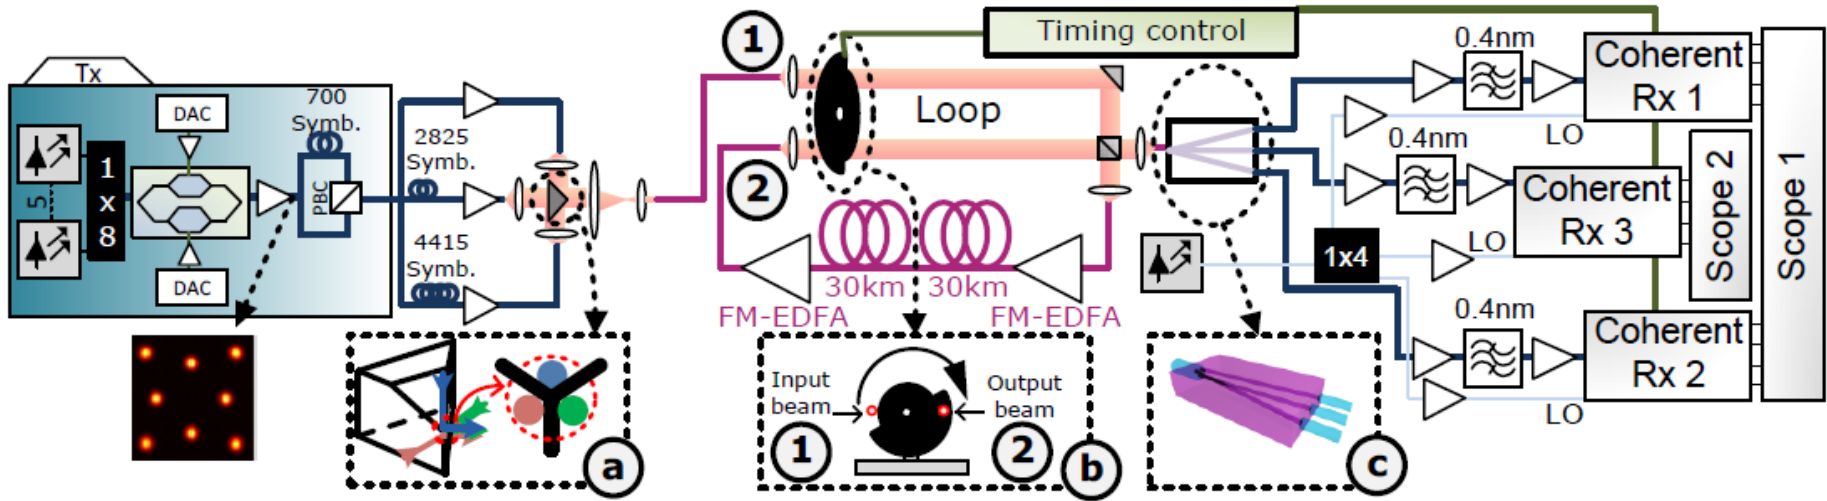 Tx
DAC
700
Symb.
5
1
x
8
PBC
DAC
2825
Symb.
4415
Symb.
a
1
2
Timing control
Loop
30km 30km
FM-EDFA FM-EDFA
Input
beam
1
Output
beam
2
b
c
0.4nm
Coherent
Rx 1
LO
0.4nm
Coherent
Rx 3
LO
1x4
0.4nm
Coherent
Rx 2
LO
Scope 2
Scope 1